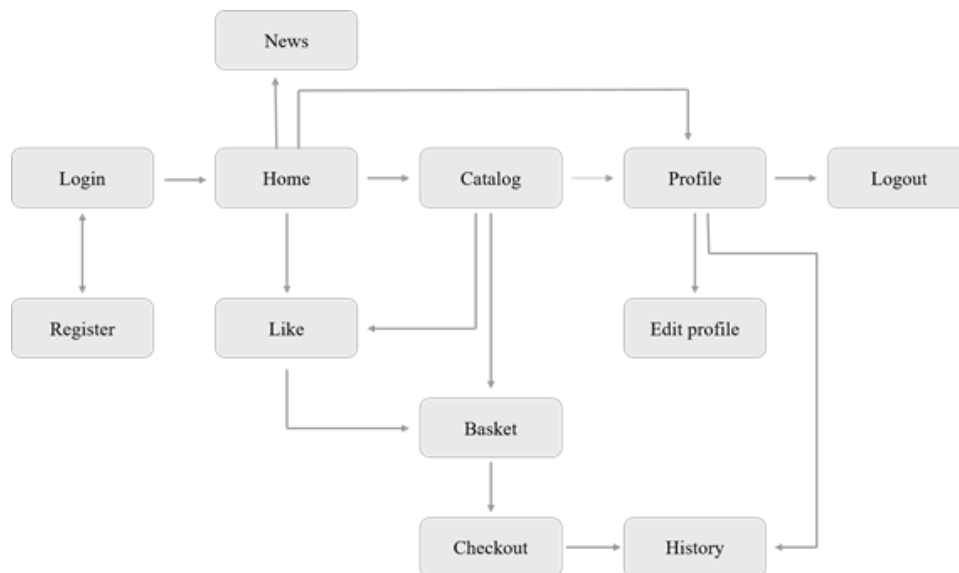 News
Login
Home
Catalog
Profile
Logout
Register
Like
Edit profile
Basket
Checkout
History